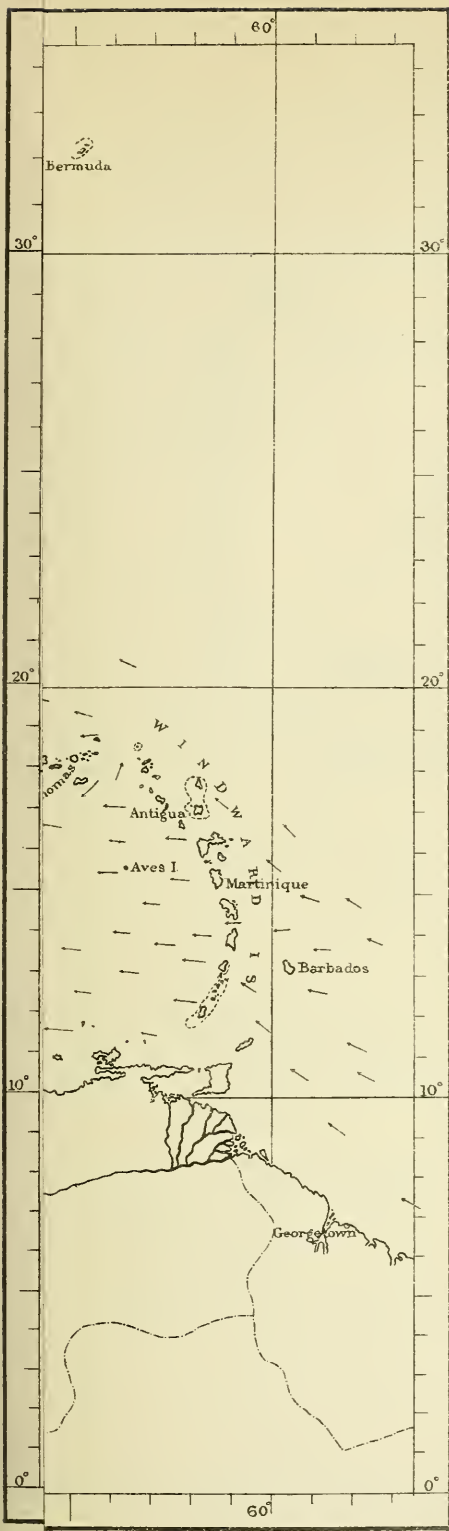 60°
Bermuda
30° 30°
20° 20°
WINDWARD IS
Antigua
Aves I.
Martinique
Barbados
10° 10°
Georgetown
0° 0°
60°